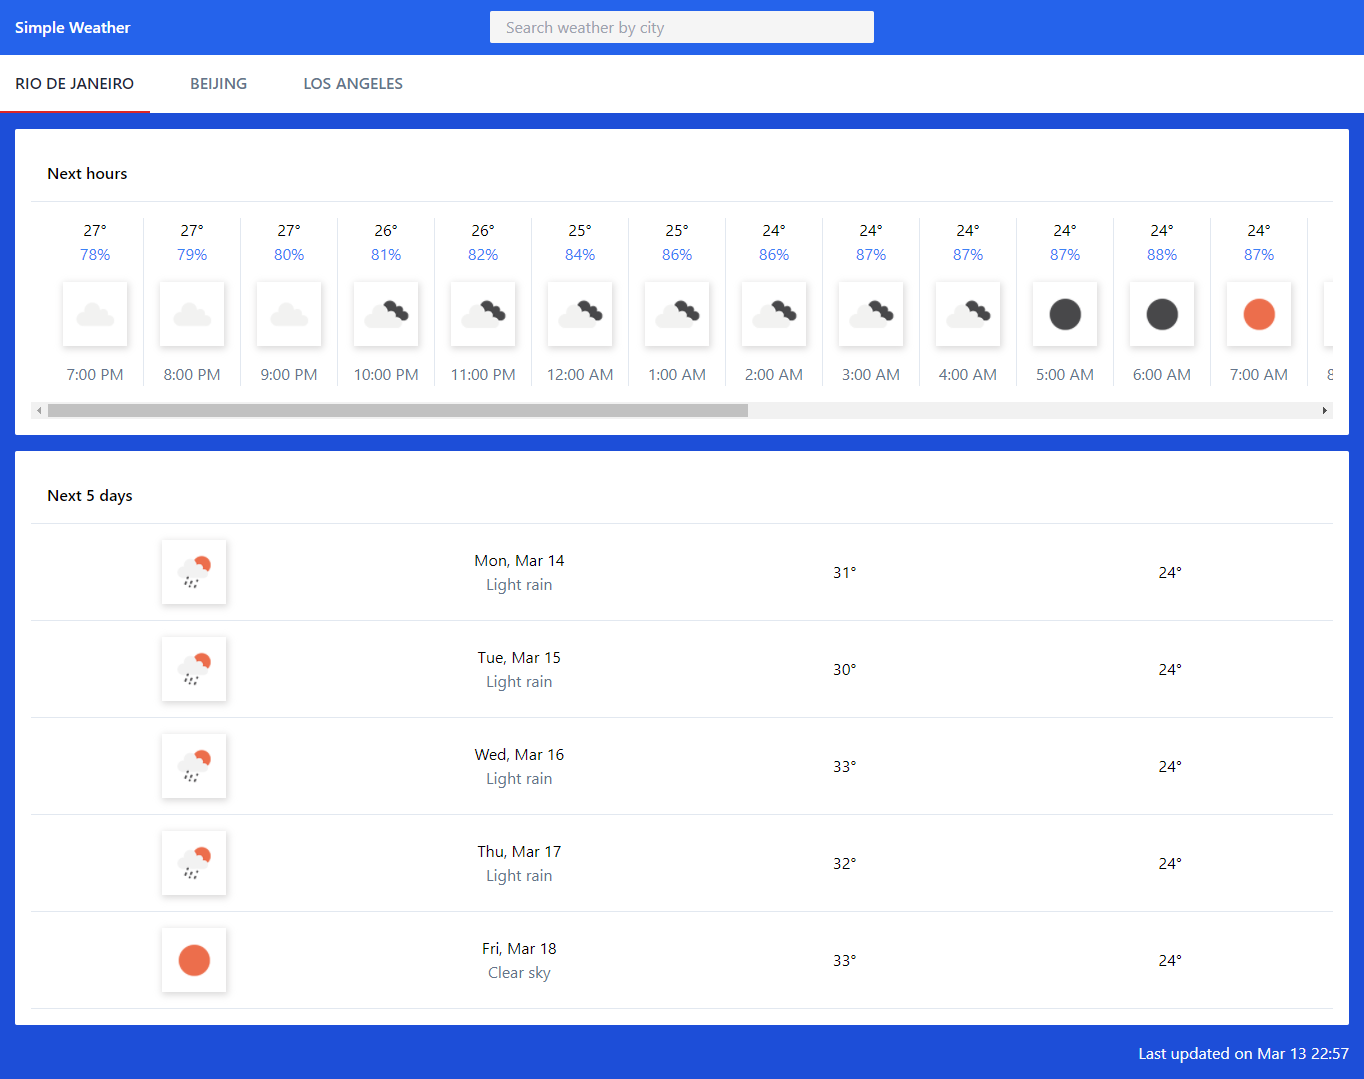 Simple Weather
Search weather by city
RIO DE JANEIRO BEIJING LOS ANGELES
Next hours
27° 27° 27° 26° 26° 25° 25° 24° 24° 24° 24° 24° 24°
78% 79% 80% 81% 82% 84% 86% 86% 87% 87% 87% 88% 87%
7:00 PM 8:00 PM 9:00 PM 10:00 PM 11:00 PM 12:00 AM 1:00 AM 2:00 AM 3:00 AM 4:00 AM 5:00 AM 6:00 AM 7:00 AM 8
Next 5 days
Mon, Mar 14
Light rain
31° 24°
Tue, Mar 15
Light rain
30° 24°
Wed, Mar 16
Light rain
33° 24°
Thu, Mar 17
Light rain
32° 24°
Fri, Mar 18
Clear sky
33° 24°
Last updated on Mar 13 22:57